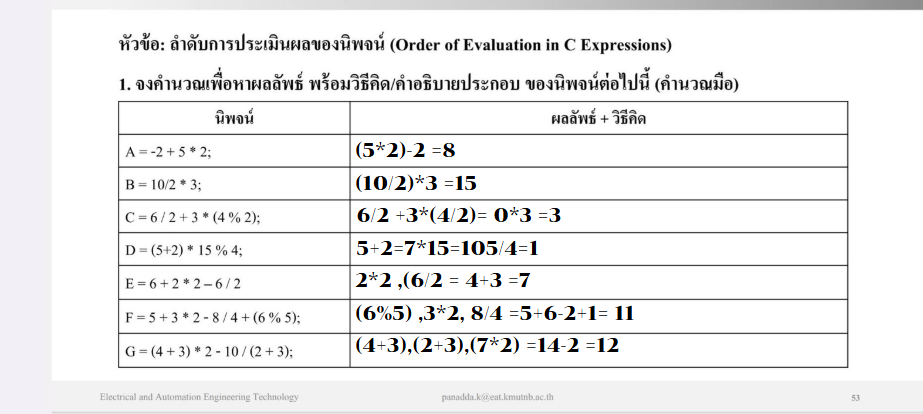 หัวข้อ: ลำดับการประเมินผลของนิพจน์ (Order of Evaluation in C Expressions)
1. จงคำนวณเพื่อหาผลลัพธ์ พร้อมวิธีคิด/คำอธิบายประกอบ ของนิพจน์ต่อไปนี้ (คำนวณมือ)
นิพจน์ ผลลัพธ์ + วิธีคิด
A = -2 + 5 * 2; (5*2)-2 =8
B = 10/2 * 3; (10/2)*3 =15
C = 6 / 2 + 3 * (4 % 2); 6/2 +3*(4/2)= 0*3 =3
D = (5+2) * 15 % 4; 5+2=7*15=105/4=1
E = 6 + 2 * 2 – 6 / 2 2*2 ,(6/2 = 4+3 =7
F = 5 + 3 * 2 - 8 / 4 + (6 % 5); (6%5) ,3*2, 8/4 =5+6-2+1= 11
G = (4 + 3) * 2 - 10 / (2 + 3); (4+3),(2+3),(7*2) =14-2 =12
Electrical and Automation Engineering Technology panadda.k@eat.kmutnb.ac.th 53